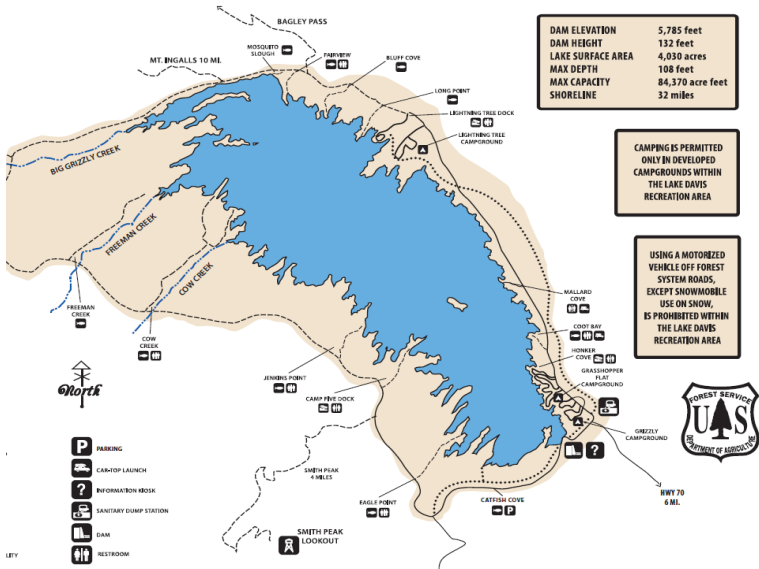 BAGLEY PASS
MT. INGALLS 10 MI.
MOSQUITO
SLOUGH
FAIRVIEW
BLUFF COVE
LONG POINT
LIGHTNING TREE DOCK
LIGHTNING TREE
CAMPGROUND
BIG GRIZZLY CREEK
FREEMAN CREEK
COW CREEK
FREEMAN
CREEK
COW
CREEK
North
JENKINS POINT
CAMP FIVE DOCK
SMITH PEAK
4 MILES
SMITH PEAK
LOOKOUT
EAGLE POINT
CATFISH COVE
P
MALLARD
COVE
COOT BAY
HONKER
COVE
GRASSHOPPER
FLAT
CAMPGROUND
GRIZZLY
CAMPGROUND
?
HWY 70
6 MI.
DAM ELEVATION 5,785 feet
DAM HEIGHT 132 feet
LAKE SURFACE AREA 4,030 acres
MAX DEPTH 108 feet
MAX CAPACITY 84,370 acre feet
SHORELINE 32 miles
CAMPING IS PERMITTED
ONLY IN DEVELOPED
CAMPGROUNDS WITHIN
THE LAKE DAVIS
RECREATION AREA
USING A MOTORIZED
VEHICLE OFF FOREST
SYSTEM ROADS,
EXCEPT SNOWMOBILE
USE ON SNOW,
IS PROHIBITED WITHIN
THE LAKE DAVIS
RECREATION AREA
FOREST SERVICE
U S
DEPARTMENT OF AGRICULTURE
P PARKING
CAR-TOP LAUNCH
? INFORMATION KIOSK
SANITARY DUMP STATION
DAM
RESTROOM